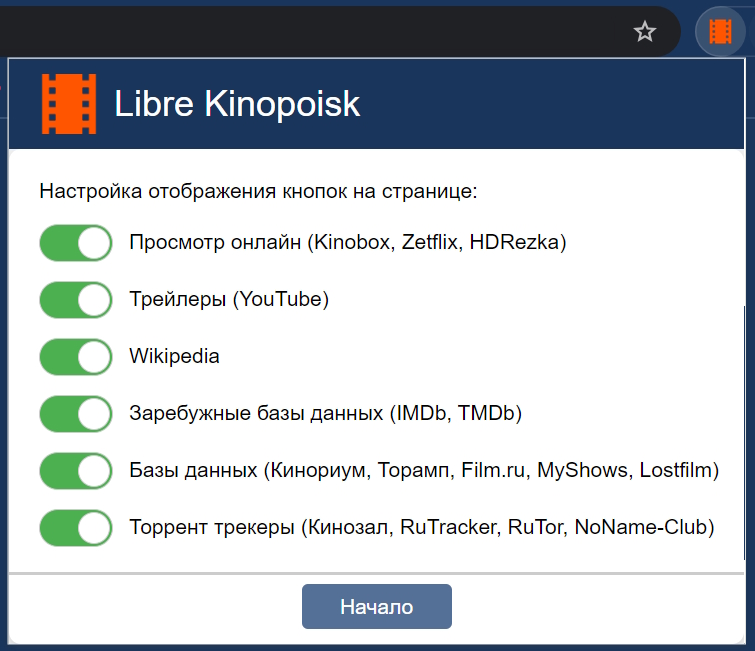 Libre Kinopoisk
Настройка отображения кнопок на странице:
Просмотр онлайн (Kinobox, Zetflix, HDRezka)
Трейлеры (YouTube)
Wikipedia
Заребужные базы данных (IMDb, TMDb)
Базы данных (Кинориум, Торамп, Film.ru, MyShows, Lostfilm)
Торрент трекеры (Кинозал, RuTracker, RuTor, NoName-Club)
Начало